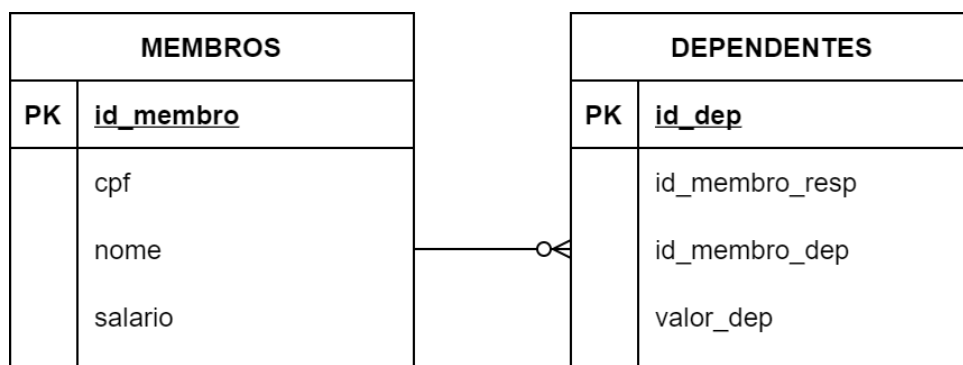 MEMBROS
PK id_membro
cpf
nome
salario
DEPENDENTES
PK id_dep
id_membro_resp
id_membro_dep
valor_dep